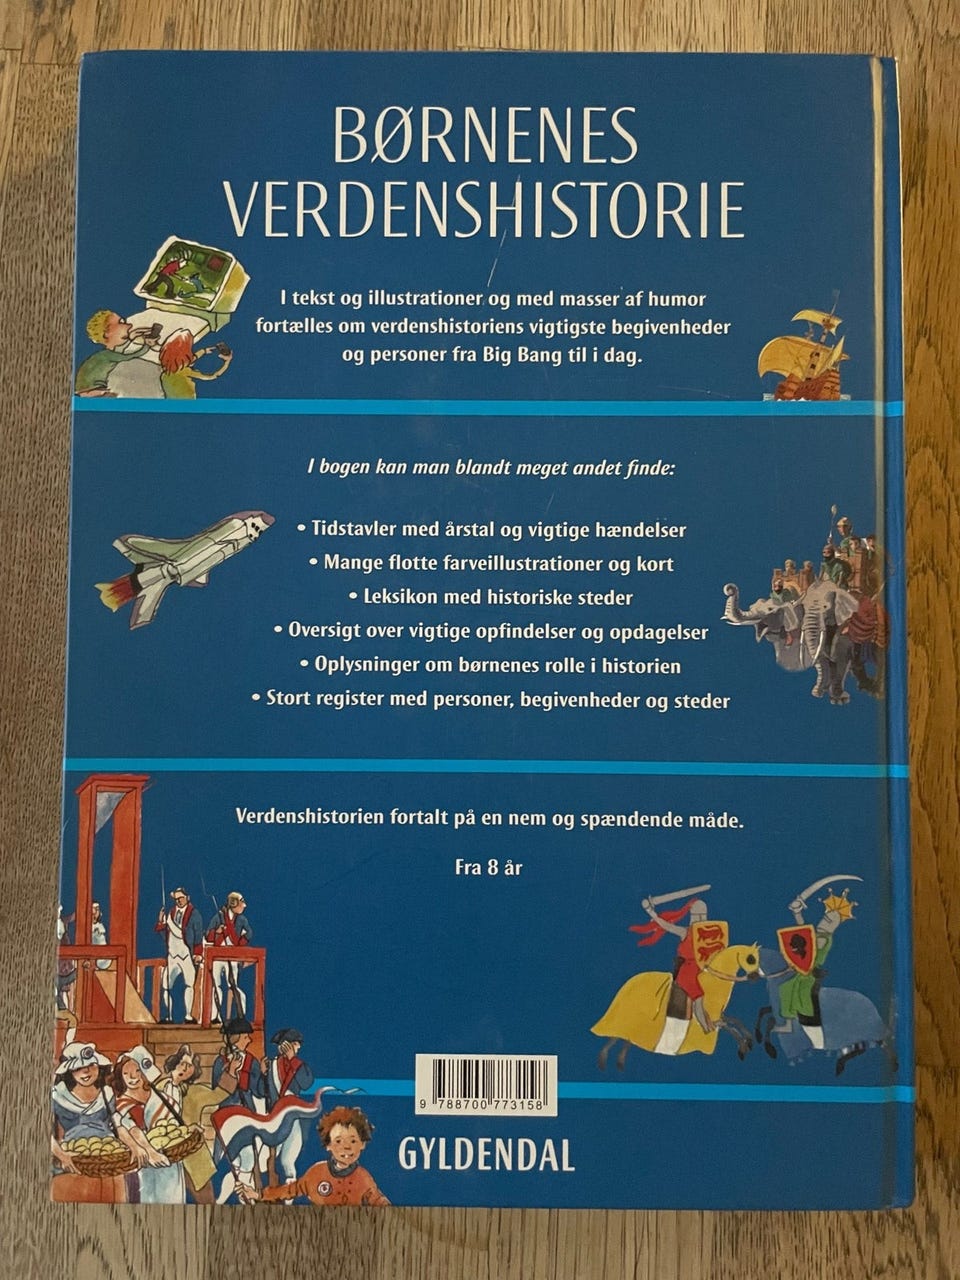 BØRNENES
VERDENSHISTORIE
I tekst og illustrationer og med masser af humor
fortælles om verdenshistoriens vigtigste begivenheder
og personer fra Big Bang til i dag.
I bogen kan man blandt meget andet finde:
• Tidstavler med årstal og vigtige hændelser
• Mange flotte farveillustrationer og kort
• Leksikon med historiske steder
• Oversigt over vigtige opfindelser og opdagelser
• Oplysninger om børnenes rolle i historien
• Stort register med personer, begivenheder og steder
Verdenshistorien fortalt på en nem og spændende måde.
Fra 8 år
9 788700 773158
GYLDENDAL